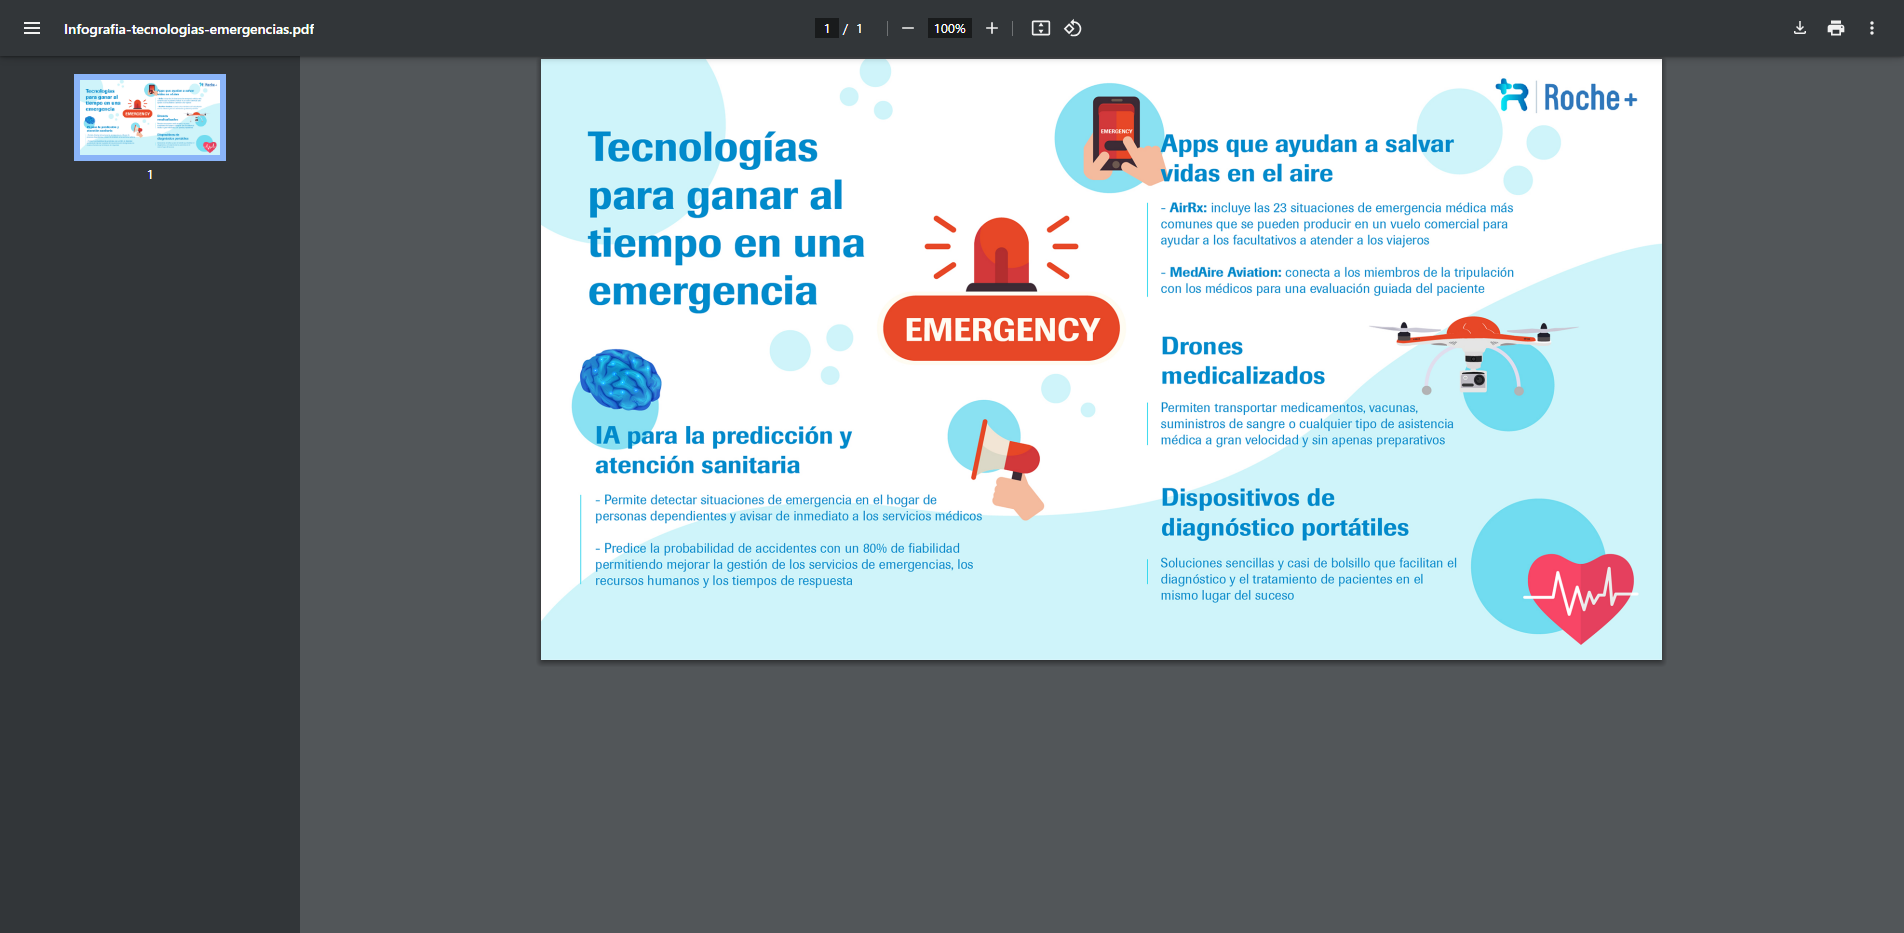 Infografia-tecnologias-emergencias.pdf
1 / 1
100%
1
Roche+
Tecnologías
para ganar al
tiempo en una
emergencia
EMERGENCY
IA para la predicción y
atención sanitaria
- Permite detectar situaciones de emergencia en el hogar de
personas dependientes y avisar de inmediato a los servicios médicos
- Predice la probabilidad de accidentes con un 80% de fiabilidad
permitiendo mejorar la gestión de los servicios de emergencias, los
recursos humanos y los tiempos de respuesta
EMERGENCY
Apps que ayudan a salvar
vidas en el aire
- AirRx: incluye las 23 situaciones de emergencia médica más
comunes que se pueden producir en un vuelo comercial para
ayudar a los facultativos a atender a los viajeros
- MedAire Aviation: conecta a los miembros de la tripulación
con los médicos para una evaluación guiada del paciente
Drones
medicalizados
Permiten transportar medicamentos, vacunas,
suministros de sangre o cualquier tipo de asistencia
médica a gran velocidad y sin apenas preparativos
Dispositivos de
diagnóstico portátiles
Soluciones sencillas y casi de bolsillo que facilitan el
diagnóstico y el tratamiento de pacientes en el
mismo lugar del suceso